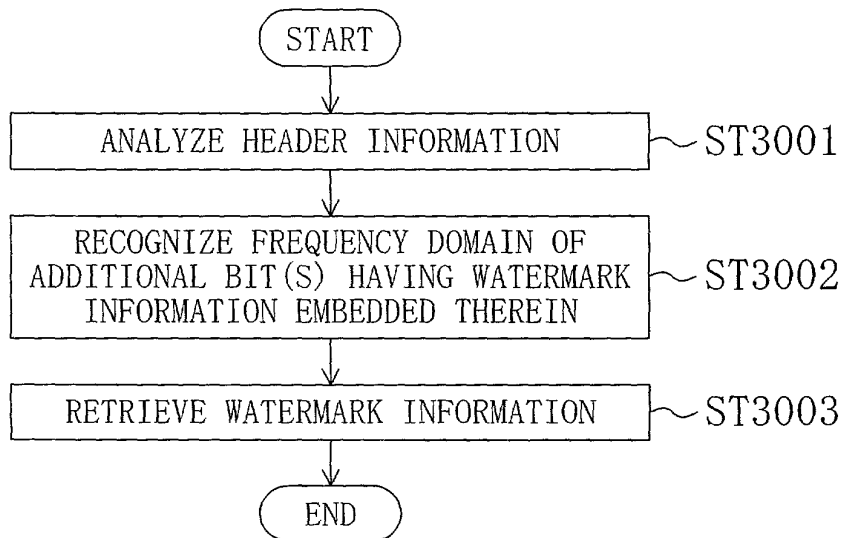 START
ANALYZE HEADER INFORMATION
ST3001
RECOGNIZE FREQUENCY DOMAIN OF
ADDITIONAL BIT(S) HAVING WATERMARK
INFORMATION EMBEDDED THEREIN
ST3002
RETRIEVE WATERMARK INFORMATION
ST3003
END